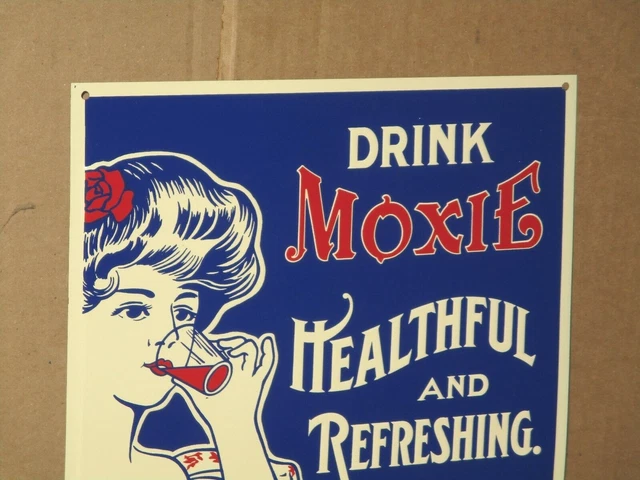 DRINK
MOXIE
HEALTHFUL
AND
REFRESHING.